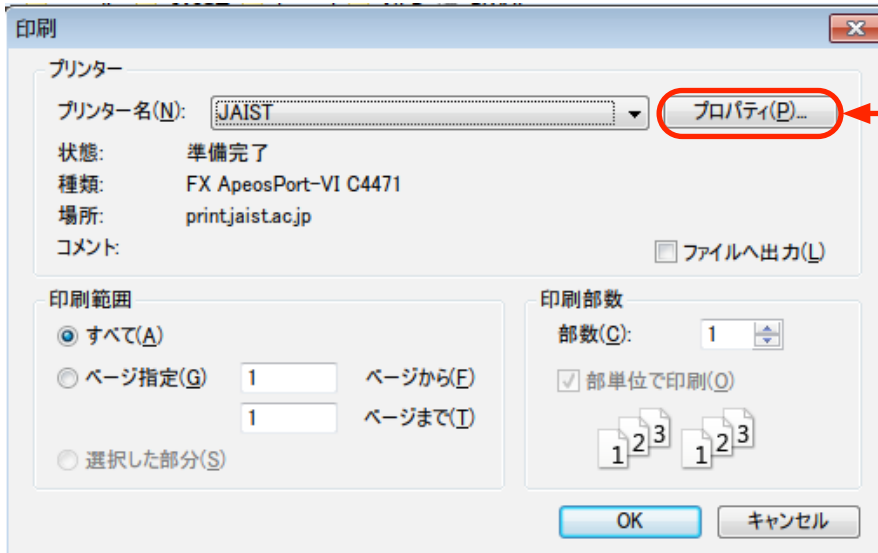 印刷
プリンター
プリンター名(N): JAIST プロパティ(P)...
状態: 準備完了
種類: FX ApeosPort-VI C4471
場所: print.jaist.ac.jp
コメント:
ファイルへ出力(L)
印刷範囲
すべて(A)
ページ指定(G) 1 ページから(F)
1 ページまで(T)
選択した部分(S)
印刷部数
部数(C): 1
部単位で印刷(O)
1 2 3 1 2 3
OK キャンセル